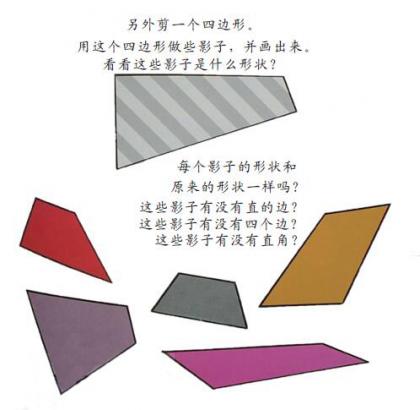 另外剪一个四边形。
用这个四边形做些影子，并画出来。
看看这些影子是什么形状？
每个影子的形状和
原来的形状一样吗？
这些影子有没有直的边？
这些影子有没有四个边？
这些影子有没有直角？